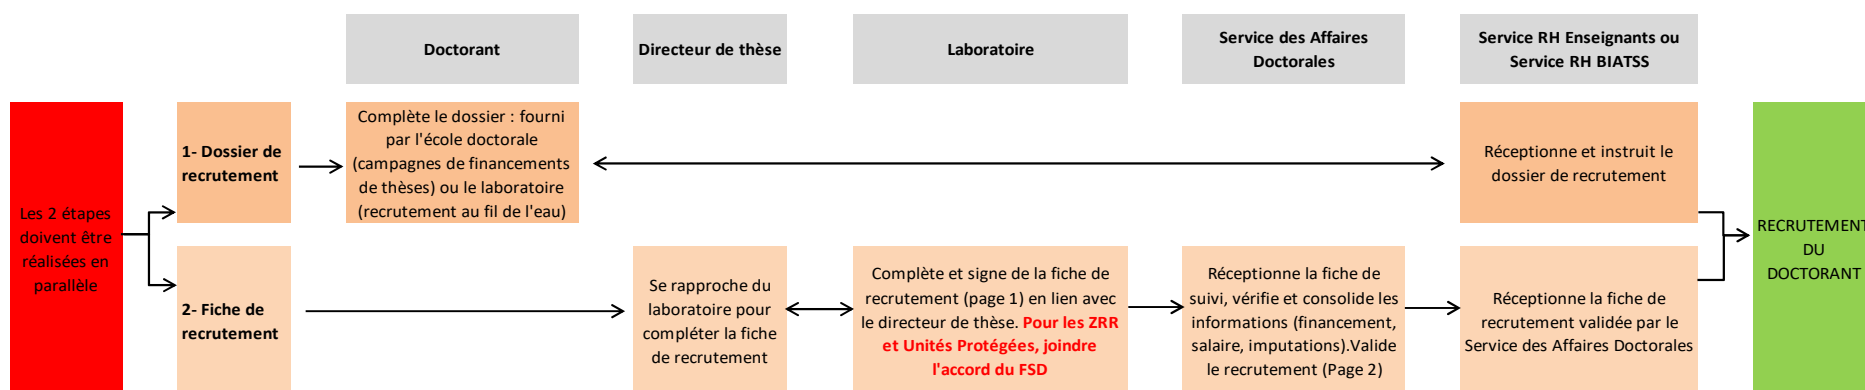 Doctorant
Directeur de thèse
Laboratoire
Service des Affaires
Doctorales
Service RH Enseignants ou
Service RH BIATSS
Les 2 étapes
doivent être
réalisées en
parallèle
1- Dossier de
recrutement
Complète le dossier : fourni
par l'école doctorale
(campagnes de financements
de thèses) ou le laboratoire
(recrutement au fil de l'eau)
Réceptionne et instruit le
dossier de recrutement
2- Fiche de
recrutement
Se rapproche du
laboratoire pour
compléter la fiche
de recrutement
Complète et signe de la fiche de
recrutement (page 1) en lien avec
le directeur de thèse. Pour les ZRR
et Unités Protégées, joindre
l'accord du FSD
Réceptionne la fiche de
suivi, vérifie et consolide les
informations (financement,
salaire, imputations).Valide
le recrutement (Page 2)
Réceptionne la fiche de
recrutement validée par le
Service des Affaires Doctorales
RECRUTEMENT
DU
DOCTORANT